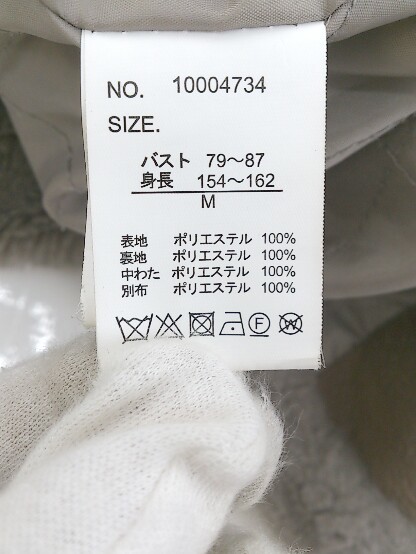 NO. 10004734
SIZE.
バスト 79〜87
身長 154〜162
M
表地 ポリエステル 100%
裏地 ポリエステル 100%
中わた ポリエステル 100%
別布 ポリエステル 100%